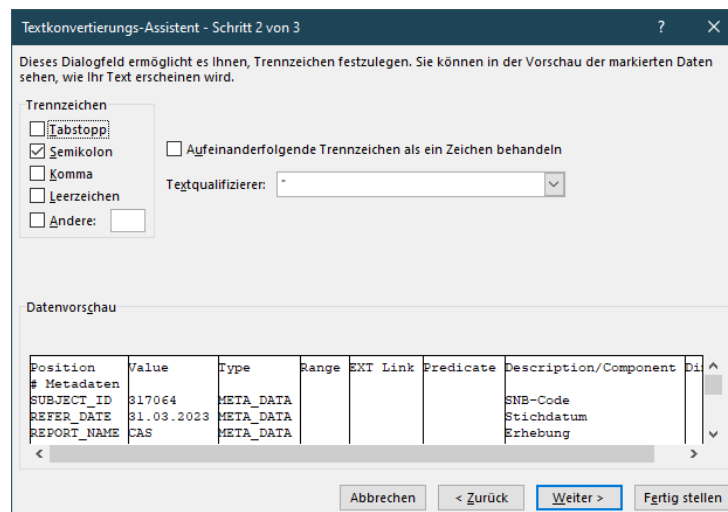 Textkonvertierungs-Assistent - Schritt 2 von 3
?
Dieses Dialogfeld ermöglicht es Ihnen, Trennzeichen festzulegen. Sie können in der Vorschau der markierten Daten
sehen, wie Ihr Text erscheinen wird.
Trennzeichen
Tabstopp
Semikolon
Komma
Leerzeichen
Andere:
Aufeinanderfolgende Trennzeichen als ein Zeichen behandeln
Textqualifizierer: "
Datenvorschau
Position Value Type Range EXT Link Predicate Description/Component Di
# Metadaten
SUBJECT_ID 317064 META_DATA SNB-Code
REFER_DATE 31.03.2023 META_DATA Stichdatum
REPORT_NAME CAS META_DATA Erhebung
Abbrechen < Zurück Weiter > Fertig stellen